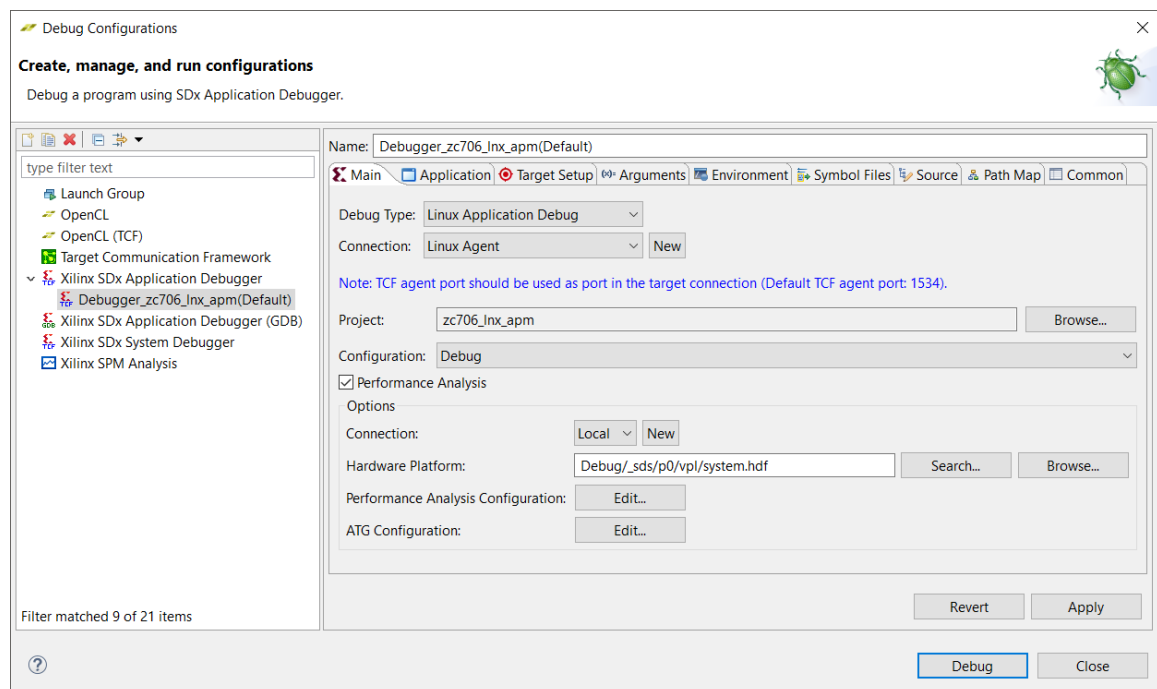 Debug Configurations
Create, manage, and run configurations
Debug a program using SDx Application Debugger.
type filter text
Launch Group
OpenCL
OpenCL (TCF)
Target Communication Framework
Xilinx SDx Application Debugger
Debugger_zc706_lnx_apm(Default)
Xilinx SDx Application Debugger (GDB)
Xilinx SDx System Debugger
Xilinx SPM Analysis
Filter matched 9 of 21 items
Name: Debugger_zc706_lnx_apm(Default)
Main Application Target Setup Arguments Environment Symbol Files Source Path Map Common
Debug Type: Linux Application Debug
Connection: Linux Agent New
Note: TCF agent port should be used as port in the target connection (Default TCF agent port: 1534).
Project: zc706_lnx_apm Browse...
Configuration: Debug
Performance Analysis
Options
Connection: Local New
Hardware Platform: Debug/_sds/p0/vpl/system.hdf Search... Browse...
Performance Analysis Configuration: Edit...
ATG Configuration: Edit...
Revert Apply
Debug Close